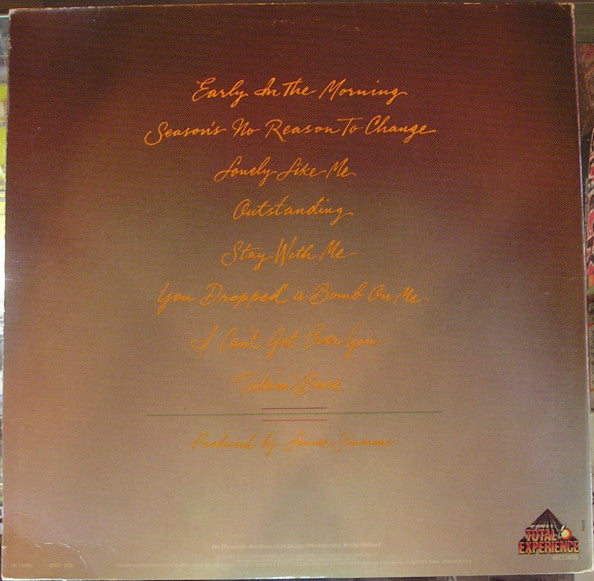 Early In The Morning
Season's No Reason To Change
Lonely Like Me
Outstanding
Stay With Me
You Dropped a Bomb On Me
I Can't Get Over You
Produced by Lonnie Simmons
TOTAL
EXPERIENCE
RECORDS